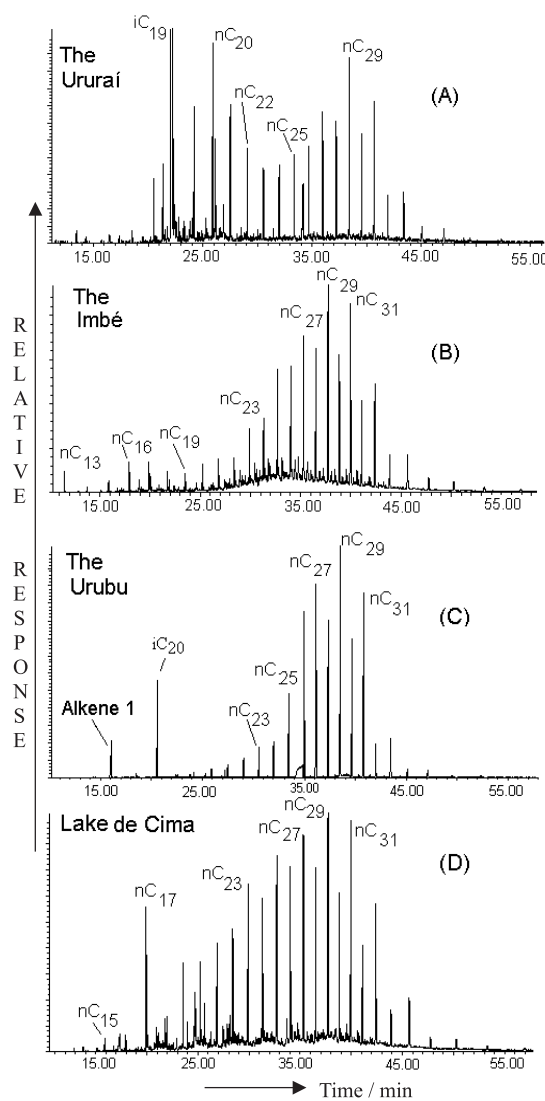 The
Ururaí
iC19
nC20
nC22
nC25
nC29
(A)
15.00 25.00 35.00 45.00 55.00
The
Imbé
nC13
nC16
nC19
nC23
nC27
nC29
nC31
(B)
15.00 25.00 35.00 45.00 55.00
The
Urubu
Alkene 1
iC20
nC23
nC25
nC27
nC29
nC31
(C)
15.00 25.00 35.00 45.00 55.00
Lake de Cima
nC15
nC17
nC23
nC27
nC29
nC31
(D)
15.00 25.00 35.00 45.00 55.00
RELATIVE RESPONSE
Time / min